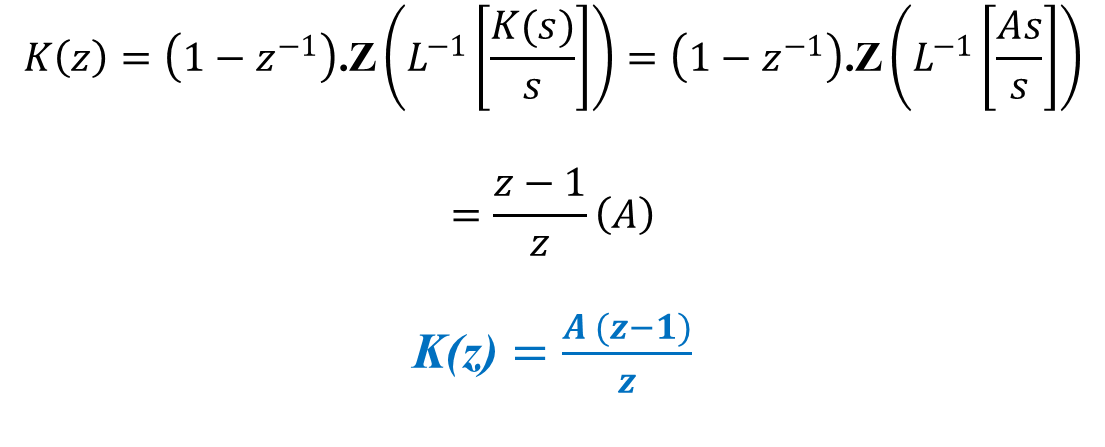 K(z) = (1 − z⁻¹).Z(L⁻¹[K(s)/s]) = (1 − z⁻¹).Z(L⁻¹[As/s])
= z − 1/z (A)
K(z) = A (z−1)/z